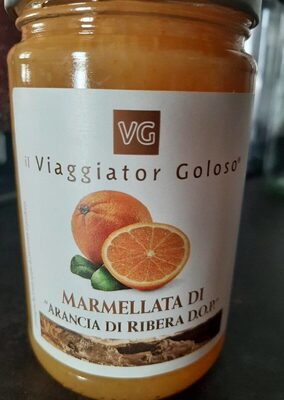 VG
il Viaggiator Goloso®
MARMELLATA DI
"ARANCIA DI RIBERA D.O.P."